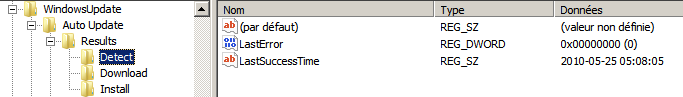 WindowsUpdate
Auto Update
Results
Detect
Download
Install
Nom Type Données
(par défaut) REG_SZ (valeur non définie)
LastError REG_DWORD 0x00000000 (0)
LastSuccessTime REG_SZ 2010-05-25 05:08:05